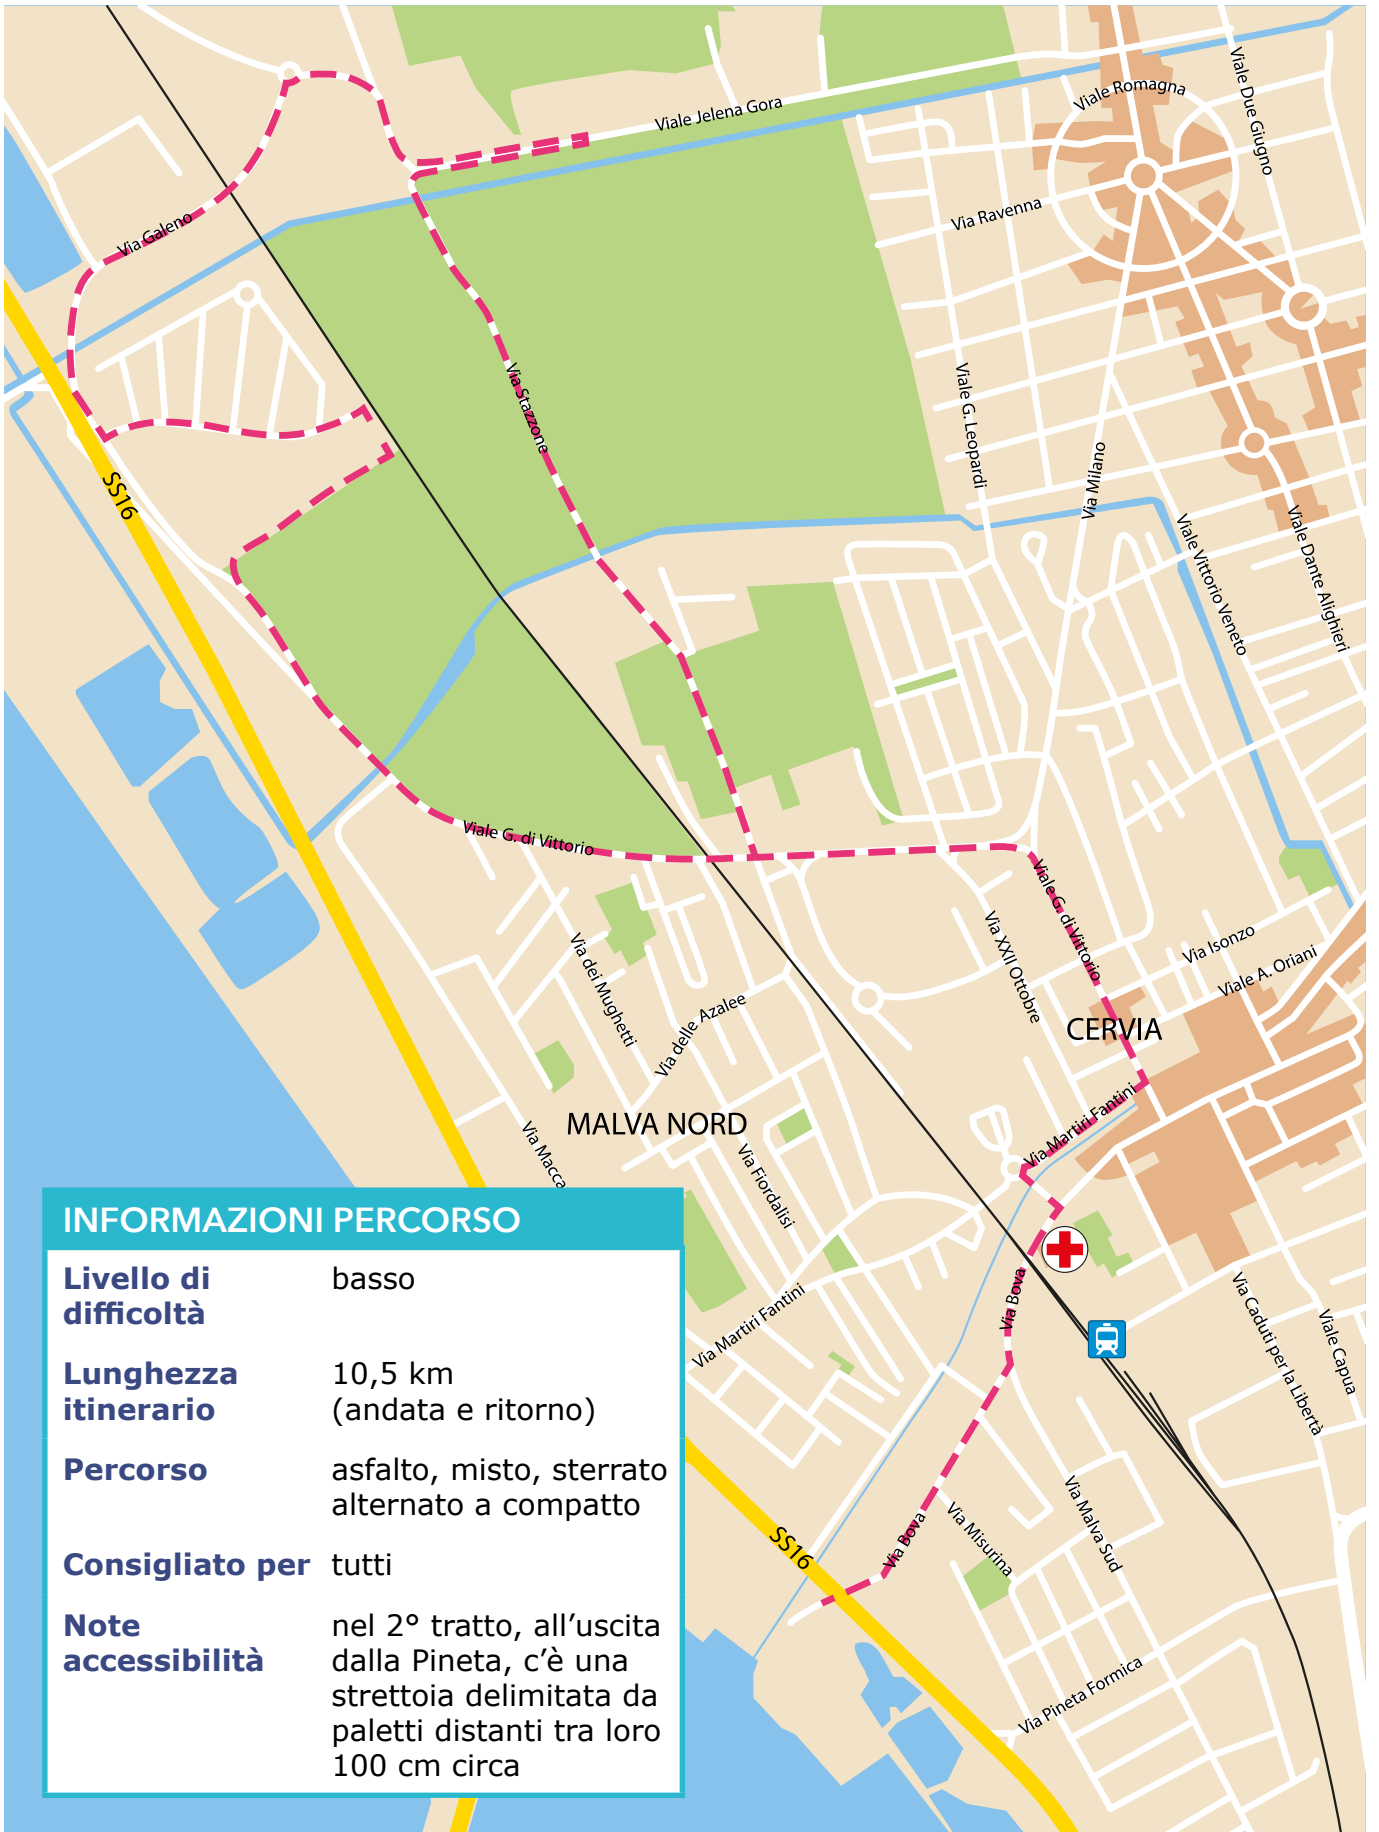 Viale Jelena Gora
Viale Romagna
Viale Due Giugno
Via Ravenna
Via Galeno
Via Stazzone
Viale G. Leopardi
Via Milano
SS16
Viale Vittorio Veneto
Viale Dante Alighieri
Viale G. di Vittorio
Viale G. di Vittorio
Via XXII Ottobre
Via Isonzo
Viale A. Oriani
Via dei Mughetti
Via delle Azalee
CERVIA
MALVA NORD
Via Martiri Fantini
Via Macca
Via Fiordalisi
Via Bova
Via Martiri Fantini
Via Caduti per la Libertà
Viale Capua
SS16
Via Bova
Via Misurina
Via Malva Sud
Via Pineta Formica
INFORMAZIONI PERCORSO
Livello di
difficoltà
basso
Lunghezza
itinerario
10,5 km
(andata e ritorno)
Percorso
asfalto, misto, sterrato
alternato a compatto
Consigliato per
tutti
Note
accessibilità
nel 2° tratto, all’uscita
dalla Pineta, c’è una
strettoia delimitata da
paletti distanti tra loro
100 cm circa